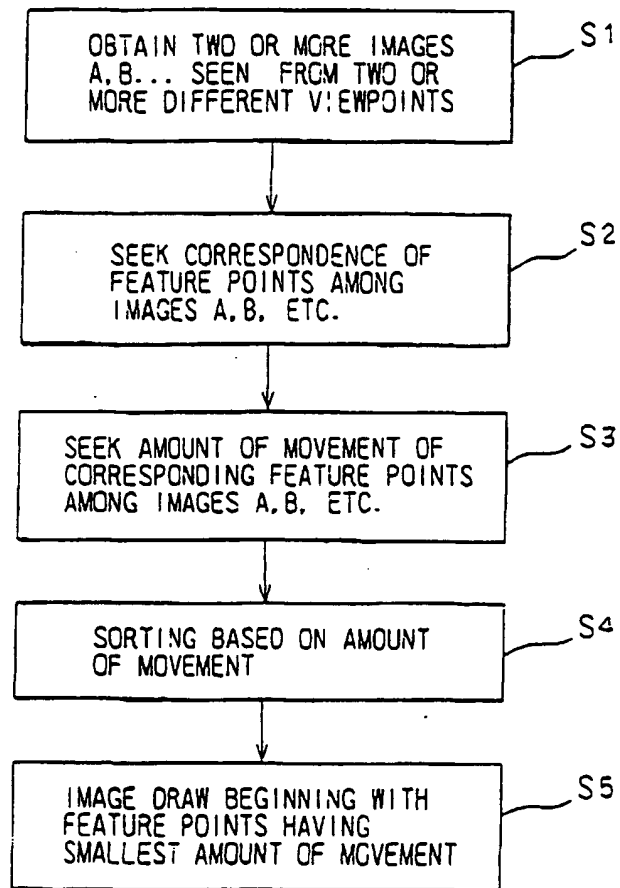 OBTAIN TWO OR MORE IMAGES
A.B... SEEN FROM TWO OR
MORE DIFFERENT VIEWPOINTS
S1
SEEK CORRESPONDENCE OF
FEATURE POINTS AMONG
IMAGES A.B. ETC.
S2
SEEK AMOUNT OF MOVEMENT OF
CORRESPONDING FEATURE POINTS
AMONG IMAGES A.B. ETC.
S3
SORTING BASED ON AMOUNT
OF MOVEMENT
S4
IMAGE DRAW BEGINNING WITH
FEATURE POINTS HAVING
SMALLEST AMOUNT OF MOVEMENT
S5